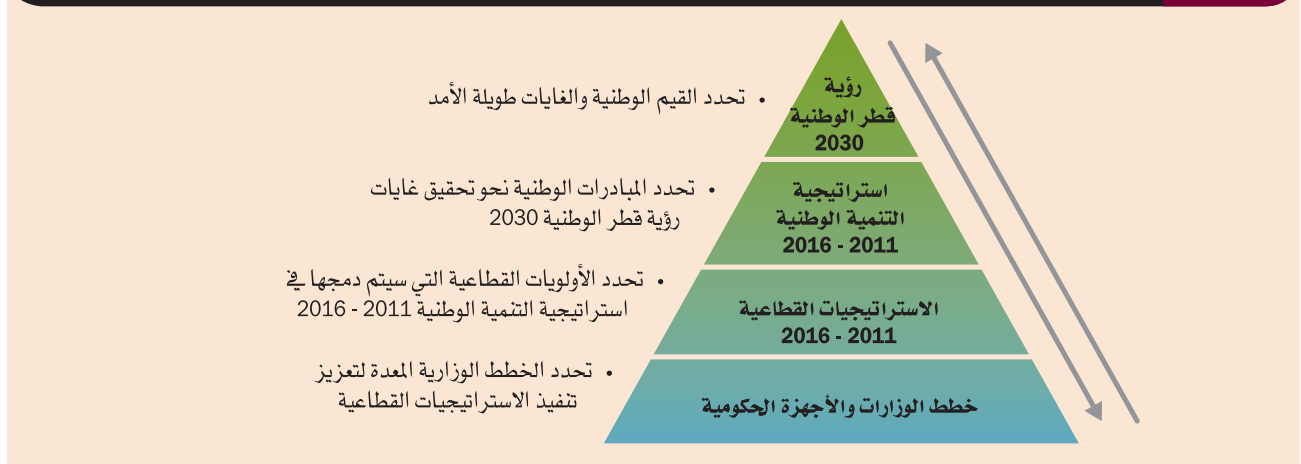 رؤية
قطر الوطنية
2030
• تحدد القيم الوطنية والغايات طويلة الأمد
استراتيجية
التنمية الوطنية
2011 - 2016
• تحدد المبادرات الوطنية نحو تحقيق غايات
رؤية قطر الوطنية 2030
الاستراتيجيات القطاعية
2011 - 2016
• تحدد الأولويات القطاعية التي سيتم دمجها في
استراتيجية التنمية الوطنية 2011 - 2016
خطط الوزارات والأجهزة الحكومية
• تحدد الخطط الوزارية المعدة لتعزيز
تنفيذ الاستراتيجيات القطاعية